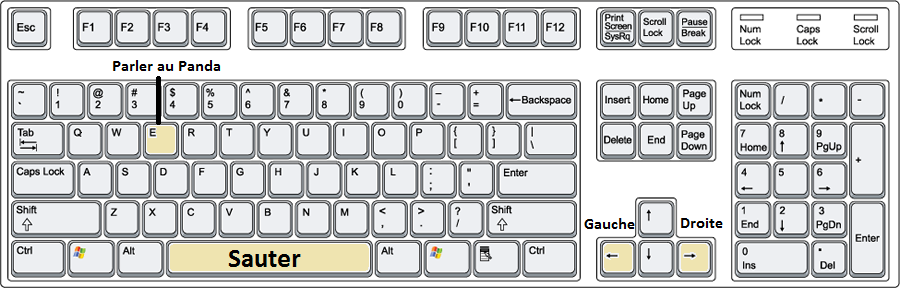 Esc F1 F2 F3 F4 F5 F6 F7 F8 F9 F10 F11 F12 Print Screen SysRq Scroll Lock Pause Break Num Lock Caps Lock Scroll Lock
Parler au Panda
~ ` ! 1 @ 2 # 3 $ 4 % 5 ^ 6 & 7 * 8 ( 9 ) 0 – - + = ←Backspace Insert Home Page Up Num Lock / * -
Tab Q W E R T Y U I O P { [ } ] | \ Delete End Page Down 7 Home 8 ↑ 9 PgUp +
Caps Lock A S D F G H J K L : ; " ' Enter 4 ← 5 6 →
Shift Z X C V B N M < , > . ? / Shift Gauche ↑ Droite 1 End 2 ↓ 3 PgDn Enter
Ctrl Alt Sauter Alt Ctrl ← ↓ → 0 Ins . Del